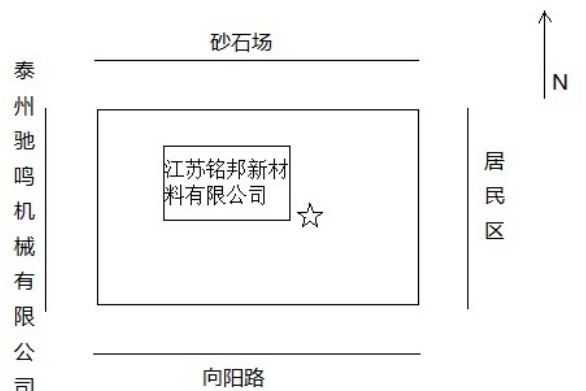 砂石场
N
泰州驰鸣机械有限公司
江苏铭邦新材
料有限公司
居民区
向阳路